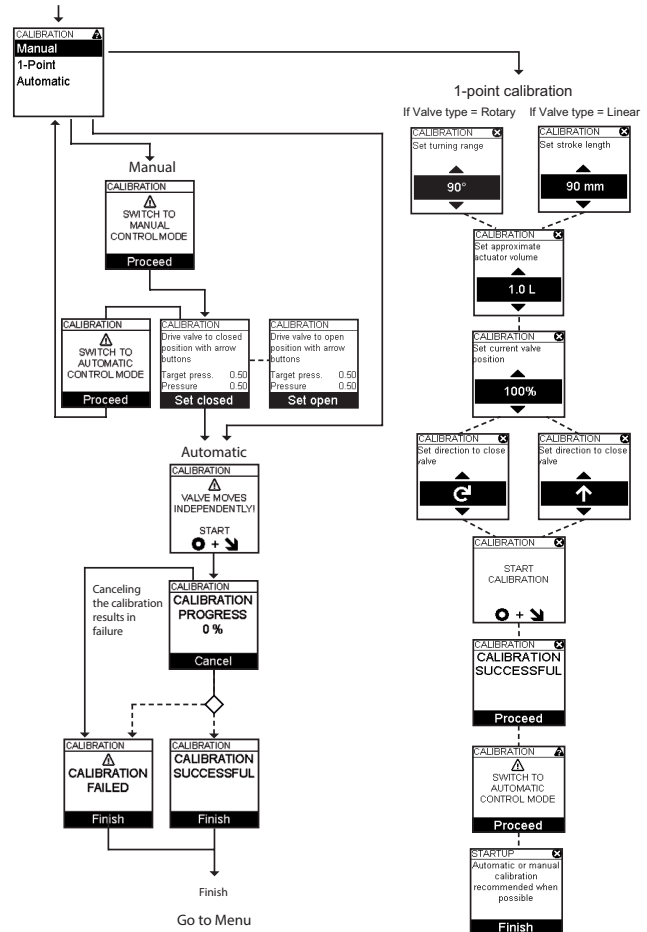 CALIBRATION
Manual
1-Point
Automatic
Manual
CALIBRATION
SWITCH TO
MANUAL
CONTROL MODE
Proceed
CALIBRATION
SWITCH TO
AUTOMATIC
CONTROL MODE
Proceed
CALIBRATION
Drive valve to closed
position with arrow
buttons
Target press. 0.50
Pressure 0.50
Set closed
CALIBRATION
Drive valve to open
position with arrow
buttons
Target press. 0.50
Pressure 0.50
Set open
Automatic
CALIBRATION
VALVE MOVES
INDEPENDENTLY!
START
+
Canceling
the calibration
results in
failure
CALIBRATION
CALIBRATION
PROGRESS
0 %
Cancel
CALIBRATION
CALIBRATION
FAILED
Finish
CALIBRATION
CALIBRATION
SUCCESSFUL
Finish
Finish
Go to Menu
1-point calibration
If Valve type = Rotary
If Valve type = Linear
CALIBRATION
Set turning range
90°
CALIBRATION
Set stroke length
90 mm
CALIBRATION
Set approximate
actuator volume
1.0 L
CALIBRATION
Set current valve
position
100%
CALIBRATION
Set direction to close
valve
CALIBRATION
Set direction to close
valve
CALIBRATION
START
CALIBRATION
+
CALIBRATION
CALIBRATION
SUCCESSFUL
Proceed
CALIBRATION
SWITCH TO
AUTOMATIC
CONTROL MODE
Proceed
STARTUP
Automatic or manual
calibration
recommended when
possible
Finish